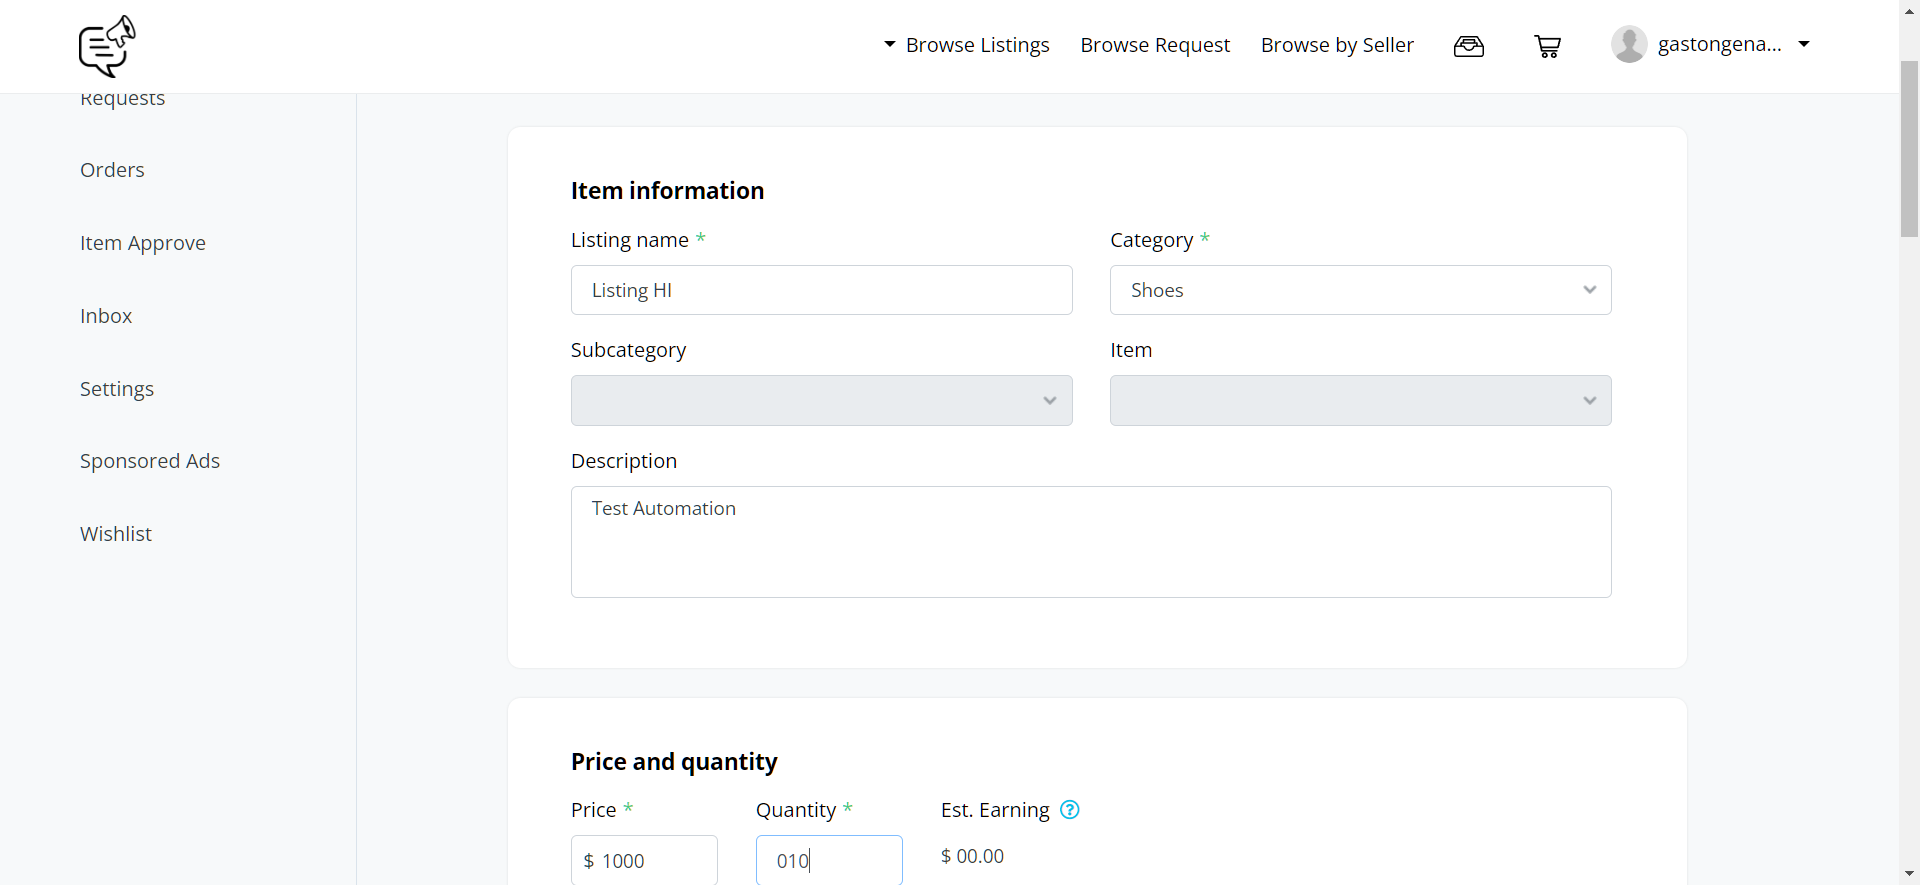 Browse Listings Browse Request Browse by Seller gastongena...
Requests
Orders
Item Approve
Inbox
Settings
Sponsored Ads
Wishlist
Item information
Listing name * Category *
Listing HI Shoes
Subcategory Item
Description
Test Automation
Price and quantity
Price * Quantity * Est. Earning ?
$ 1000 010 $ 00.00